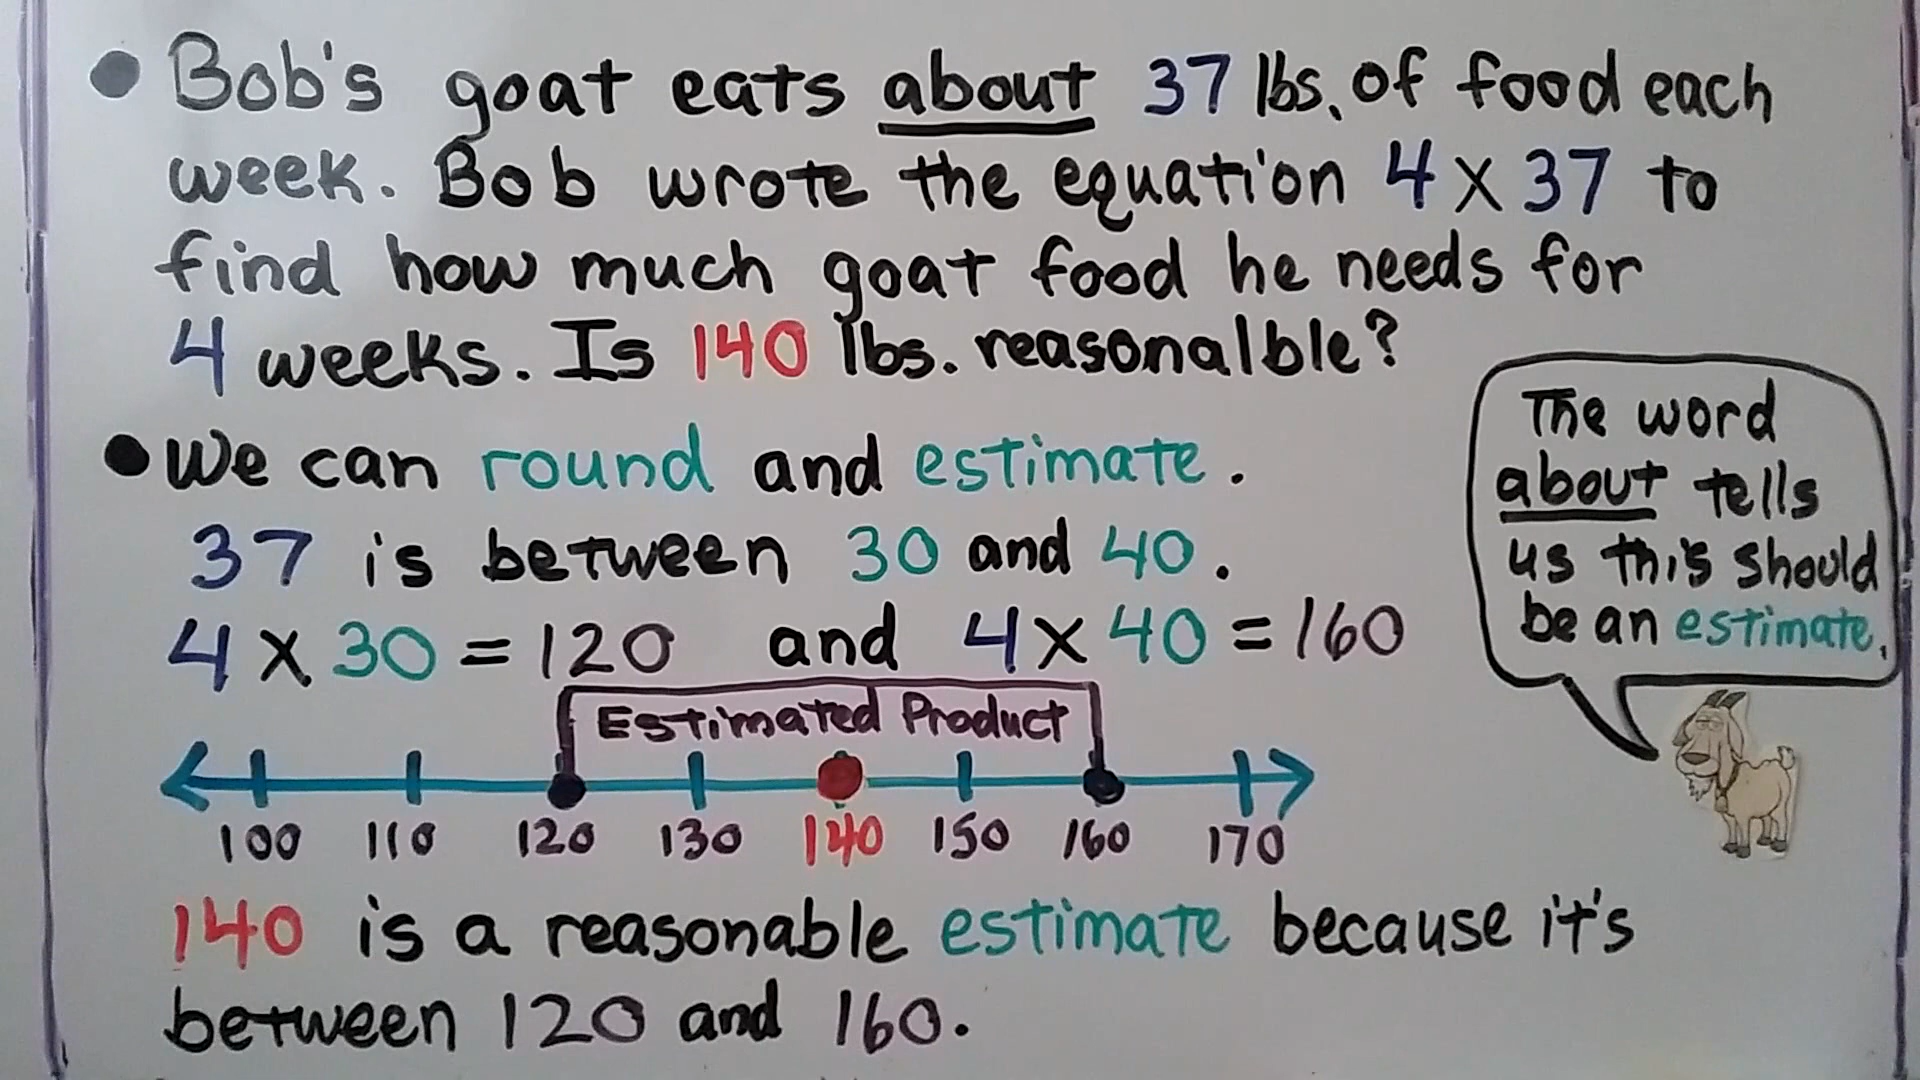 • Bob's goat eats about 37 lbs. of food each
week. Bob wrote the equation 4 x 37 to
find how much goat food he needs for
4 weeks. Is 140 lbs. reasonalble?
• We can round and estimate.
37 is between 30 and 40.
4 x 30 = 120 and 4 x 40 = 160
Estimated Product
100 110 120 130 140 150 160 170
140 is a reasonable estimate because it's
between 120 and 160.
The word
about tells
us this should
be an estimate.